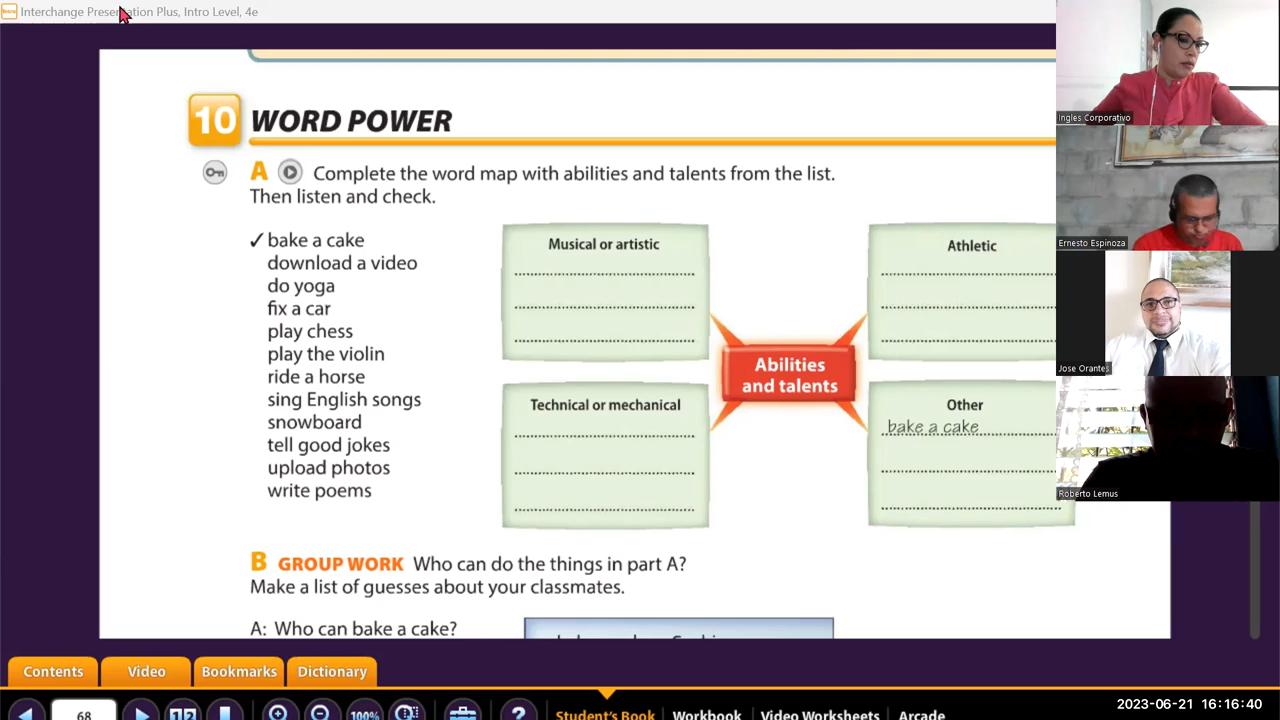 Interchange Presentation Plus, Intro Level, 4e
10 WORD POWER
A Complete the word map with abilities and talents from the list.
Then listen and check.
✓ bake a cake
download a video
do yoga
fix a car
play chess
play the violin
ride a horse
sing English songs
snowboard
tell good jokes
upload photos
write poems
Musical or artistic
Athletic
Abilities
and talents
Technical or mechanical
Other
bake a cake
B GROUP WORK Who can do the things in part A?
Make a list of guesses about your classmates.
A: Who can bake a cake?
Ingles Corporativo
Ernesto Espinoza
Jose Orantes
Roberto Lemus
Contents
Video
Bookmarks
Dictionary
68
1 2
100%
?
Student's Book
Workbook
Video Worksheets
Arcade
2023-06-21 16:16:40